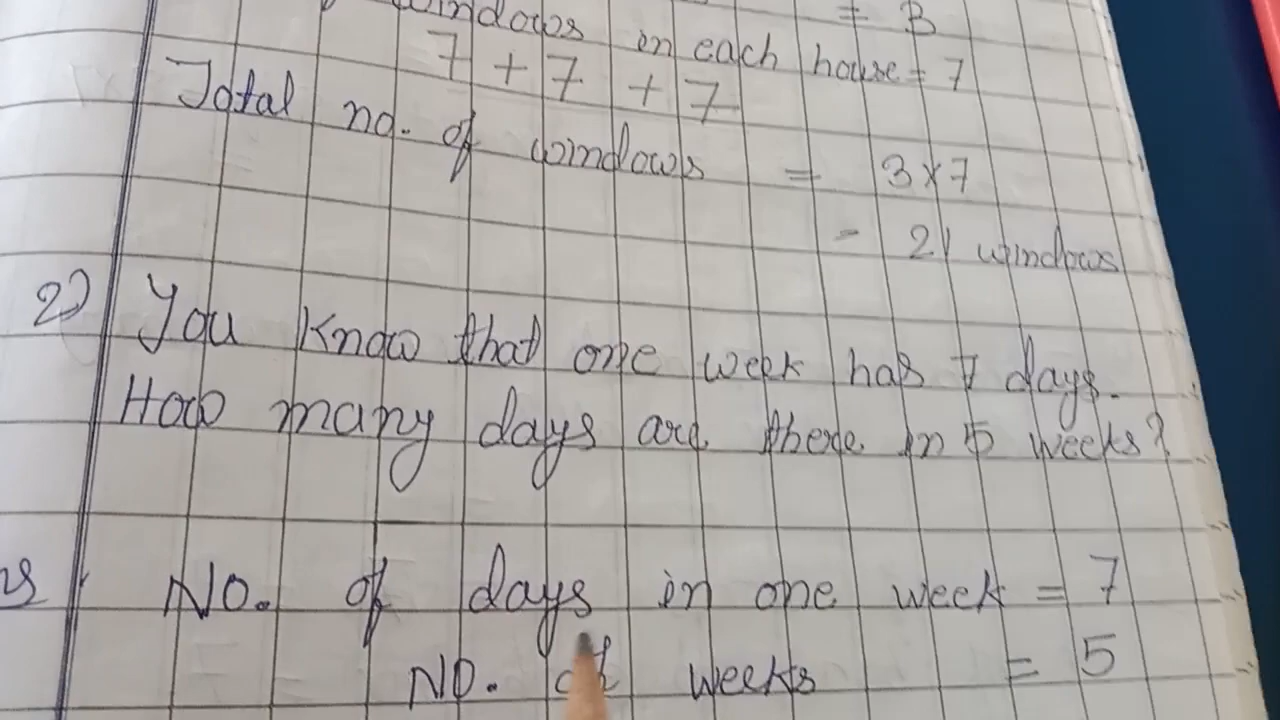 = 3
windows in each house = 7
7 + 7 + 7
Total no. of windows = 3x7
= 21 windows
2) You know that one week has 7 days.
How many days are there in 5 weeks?
No. of days in one week = 7
No. of weeks = 5